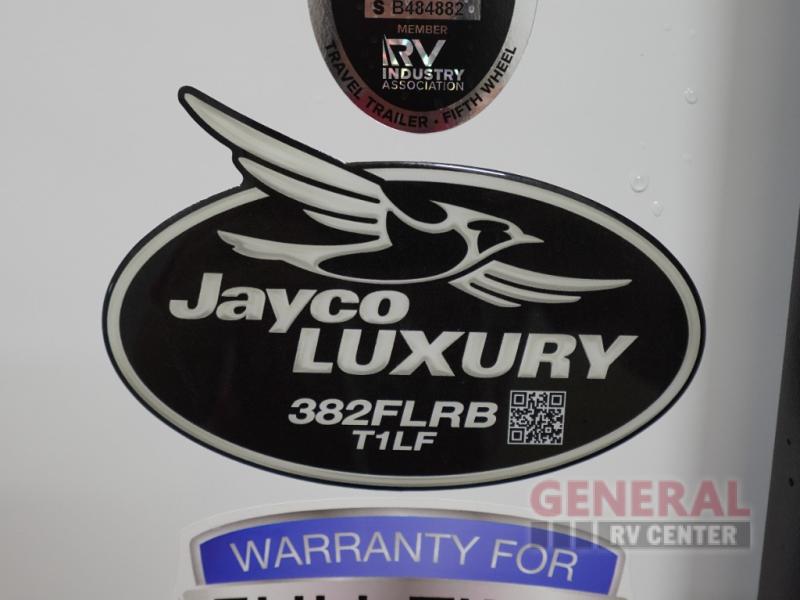 S B484882
MEMBER
RV
INDUSTRY
ASSOCIATION
TRAVEL TRAILER • FIFTH WHEEL
Jayco
LUXURY
382FLRB
T1LF
GENERAL
RV CENTER
WARRANTY FOR